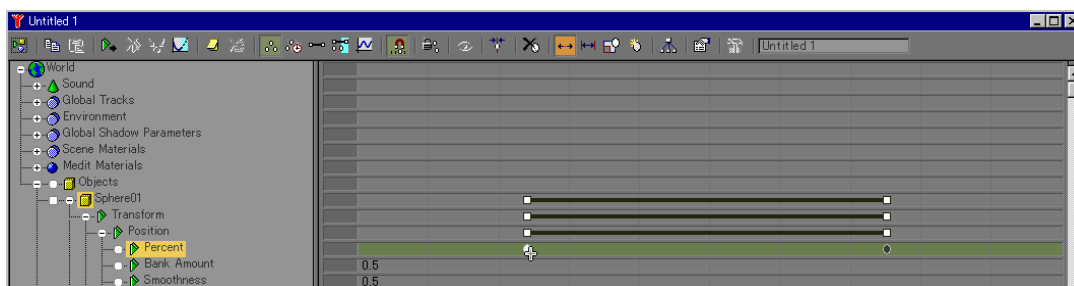 Untitled 1
Untitled 1
World
Sound
Global Tracks
Environment
Global Shadow Parameters
Scene Materials
Medit Materials
Objects
Sphere01
Transform
Position
Percent
Bank Amount 0.5
Smoothness 0.5